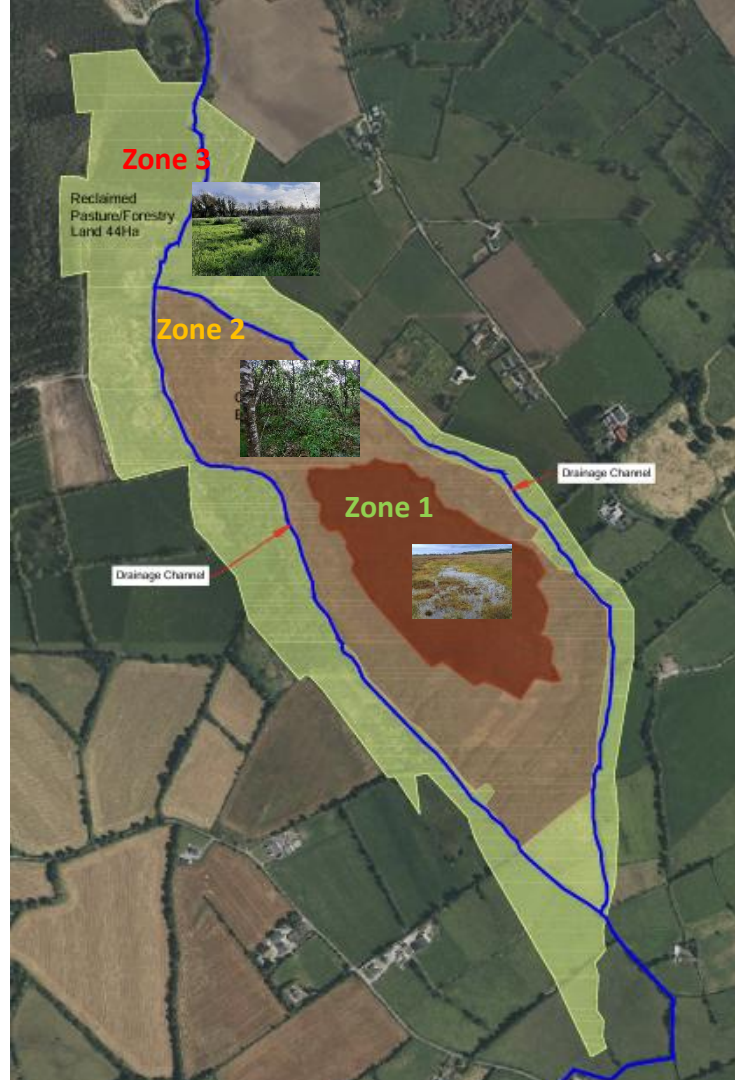 Zone 3
Reclaimed
Pasture/Forestry
Land 44Ha
Zone 2
Zone 1
Drainage Channel
Drainage Channel